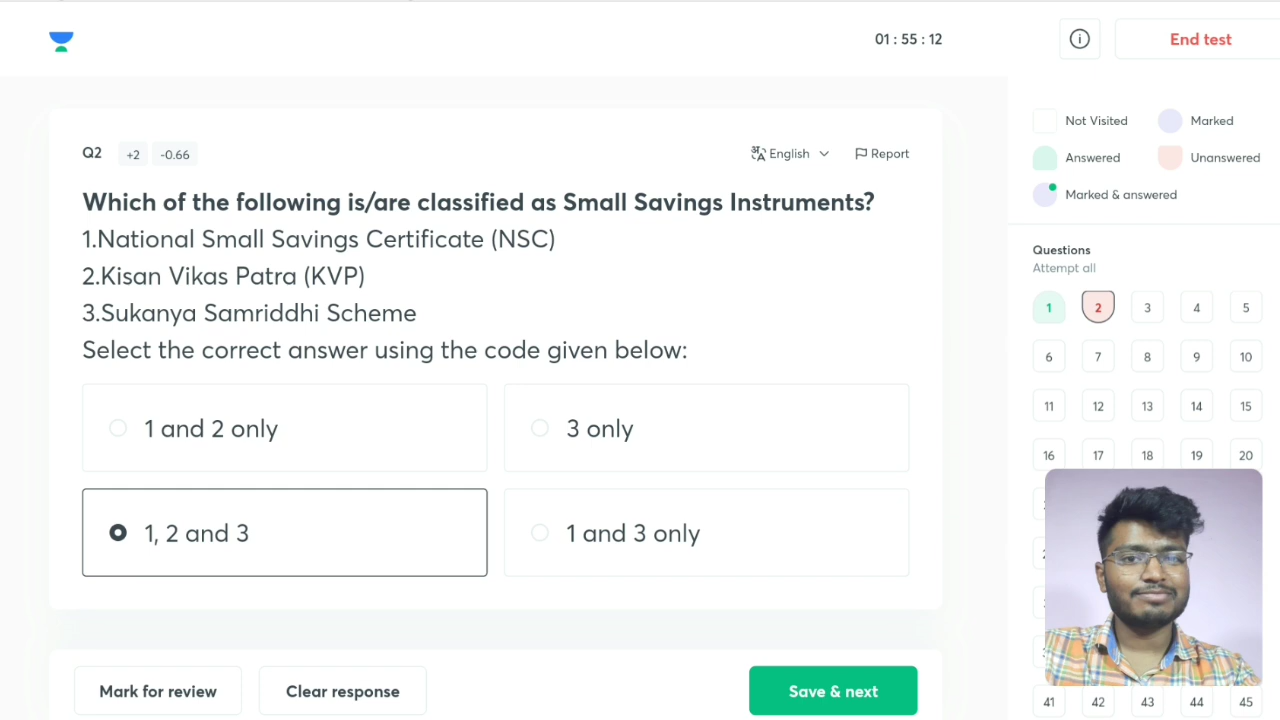 01 : 55 : 12
End test
Q2
+2
-0.66
English
Report
Which of the following is/are classified as Small Savings Instruments?
1.National Small Savings Certificate (NSC)
2.Kisan Vikas Patra (KVP)
3.Sukanya Samriddhi Scheme
Select the correct answer using the code given below:
1 and 2 only
3 only
1, 2 and 3
1 and 3 only
Mark for review
Clear response
Save & next
Not Visited
Marked
Answered
Unanswered
Marked & answered
Questions
Attempt all
1 2 3 4 5
6 7 8 9 10
11 12 13 14 15
16 17 18 19 20
41 42 43 44 45